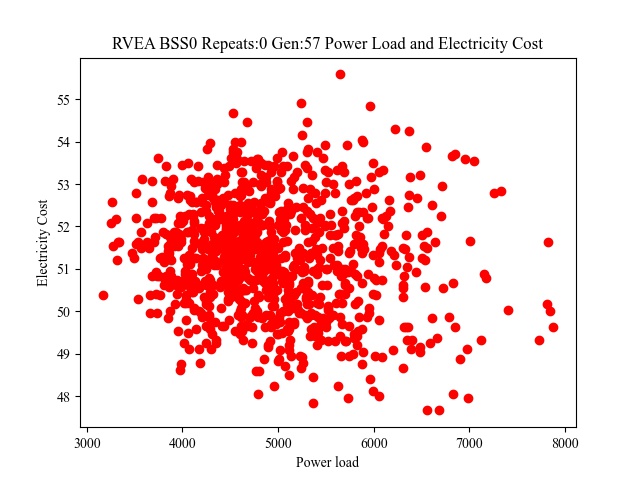 RVEA BSS0 Repeats:0 Gen:57 Power Load and Electricity Cost
55
54
53
52
51
50
49
48
Electricity Cost
3000 4000 5000 6000 7000 8000
Power load